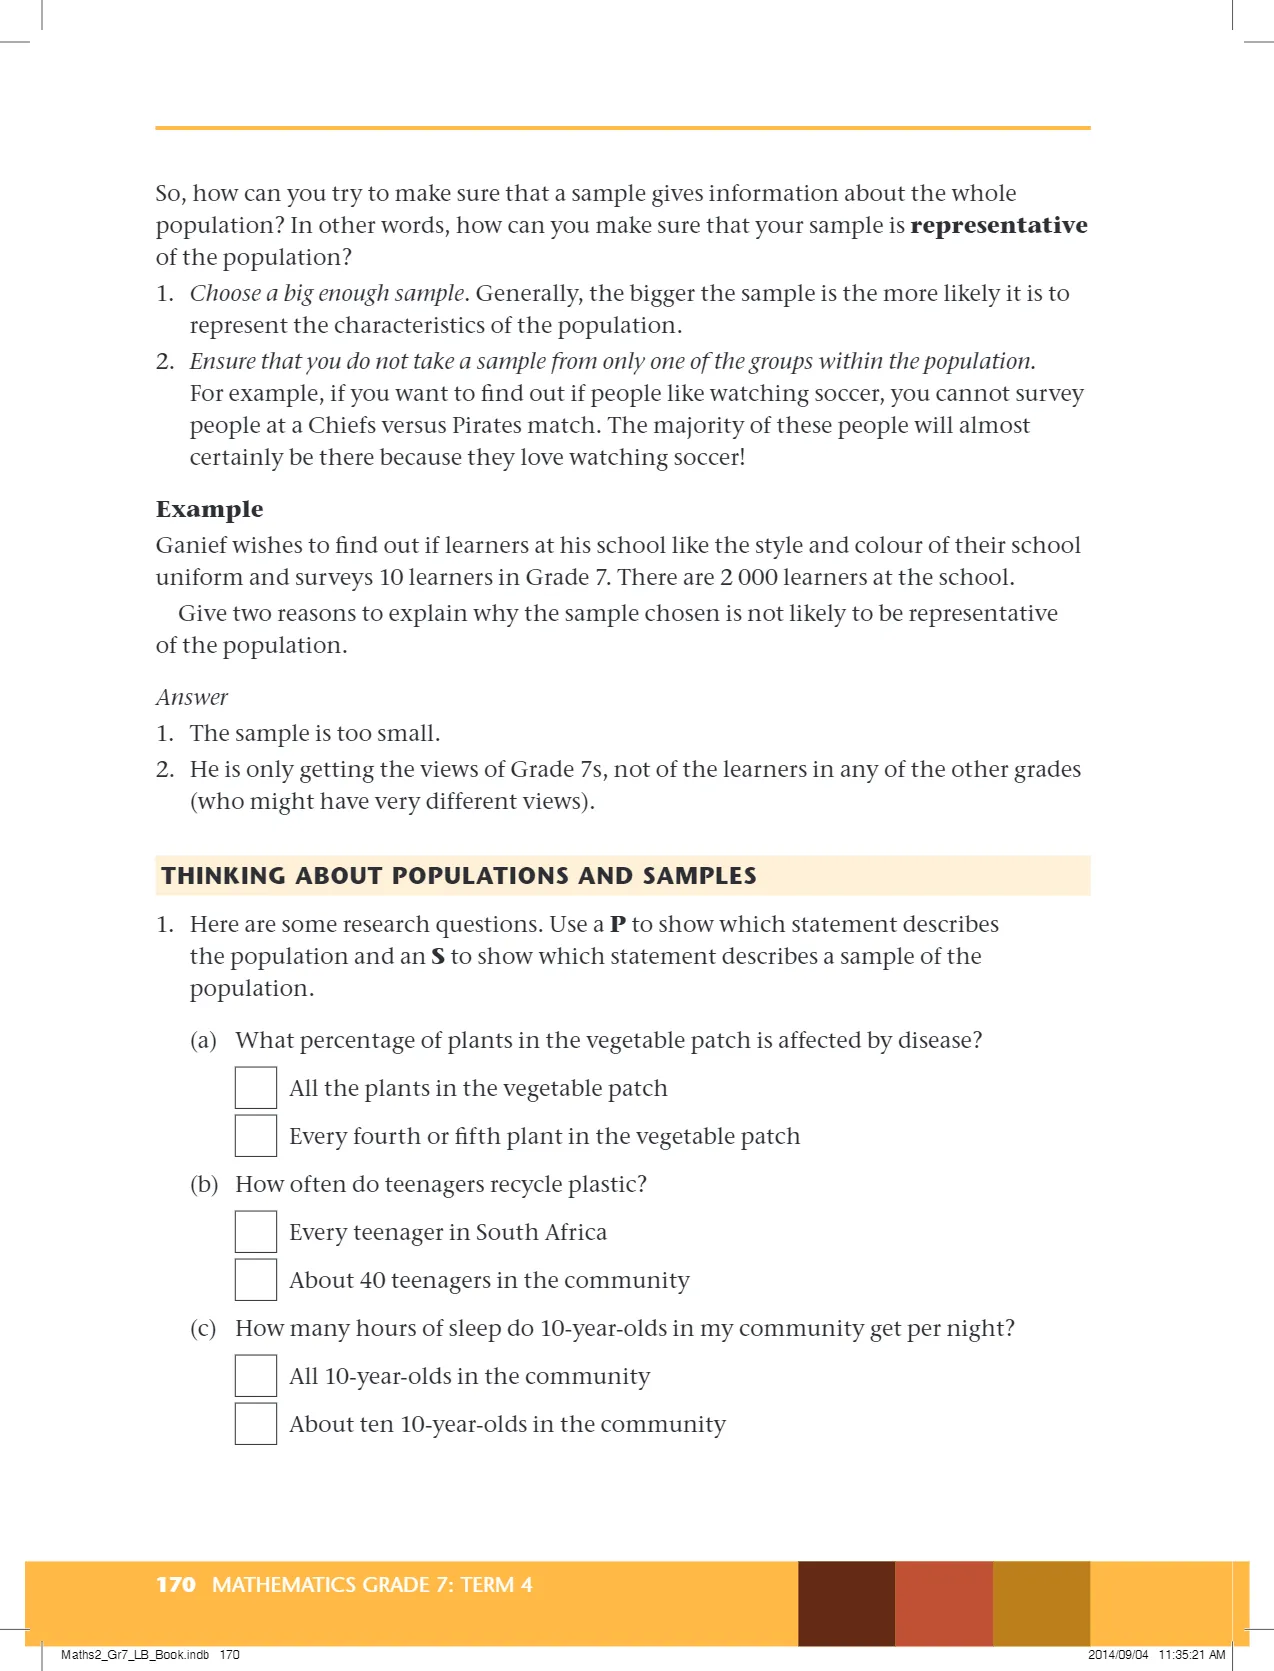 So, how can you try to make sure that a sample gives information about the whole
population? In other words, how can you make sure that your sample is representative
of the population?
1. Choose a big enough sample. Generally, the bigger the sample is the more likely it is to
represent the characteristics of the population.
2. Ensure that you do not take a sample from only one of the groups within the population.
For example, if you want to find out if people like watching soccer, you cannot survey
people at a Chiefs versus Pirates match. The majority of these people will almost
certainly be there because they love watching soccer!
Example
Ganief wishes to find out if learners at his school like the style and colour of their school
uniform and surveys 10 learners in Grade 7. There are 2 000 learners at the school.
Give two reasons to explain why the sample chosen is not likely to be representative
of the population.
Answer
1. The sample is too small.
2. He is only getting the views of Grade 7s, not of the learners in any of the other grades
(who might have very different views).
THINKING ABOUT POPULATIONS AND SAMPLES
1. Here are some research questions. Use a P to show which statement describes
the population and an S to show which statement describes a sample of the
population.
(a) What percentage of plants in the vegetable patch is affected by disease?
All the plants in the vegetable patch
Every fourth or fifth plant in the vegetable patch
(b) How often do teenagers recycle plastic?
Every teenager in South Africa
About 40 teenagers in the community
(c) How many hours of sleep do 10-year-olds in my community get per night?
All 10-year-olds in the community
About ten 10-year-olds in the community
170 MATHEMATICS GRADE 7: TERM 4
Maths2_Gr7_LB_Book.indb 170
2014/09/04 11:35:21 AM